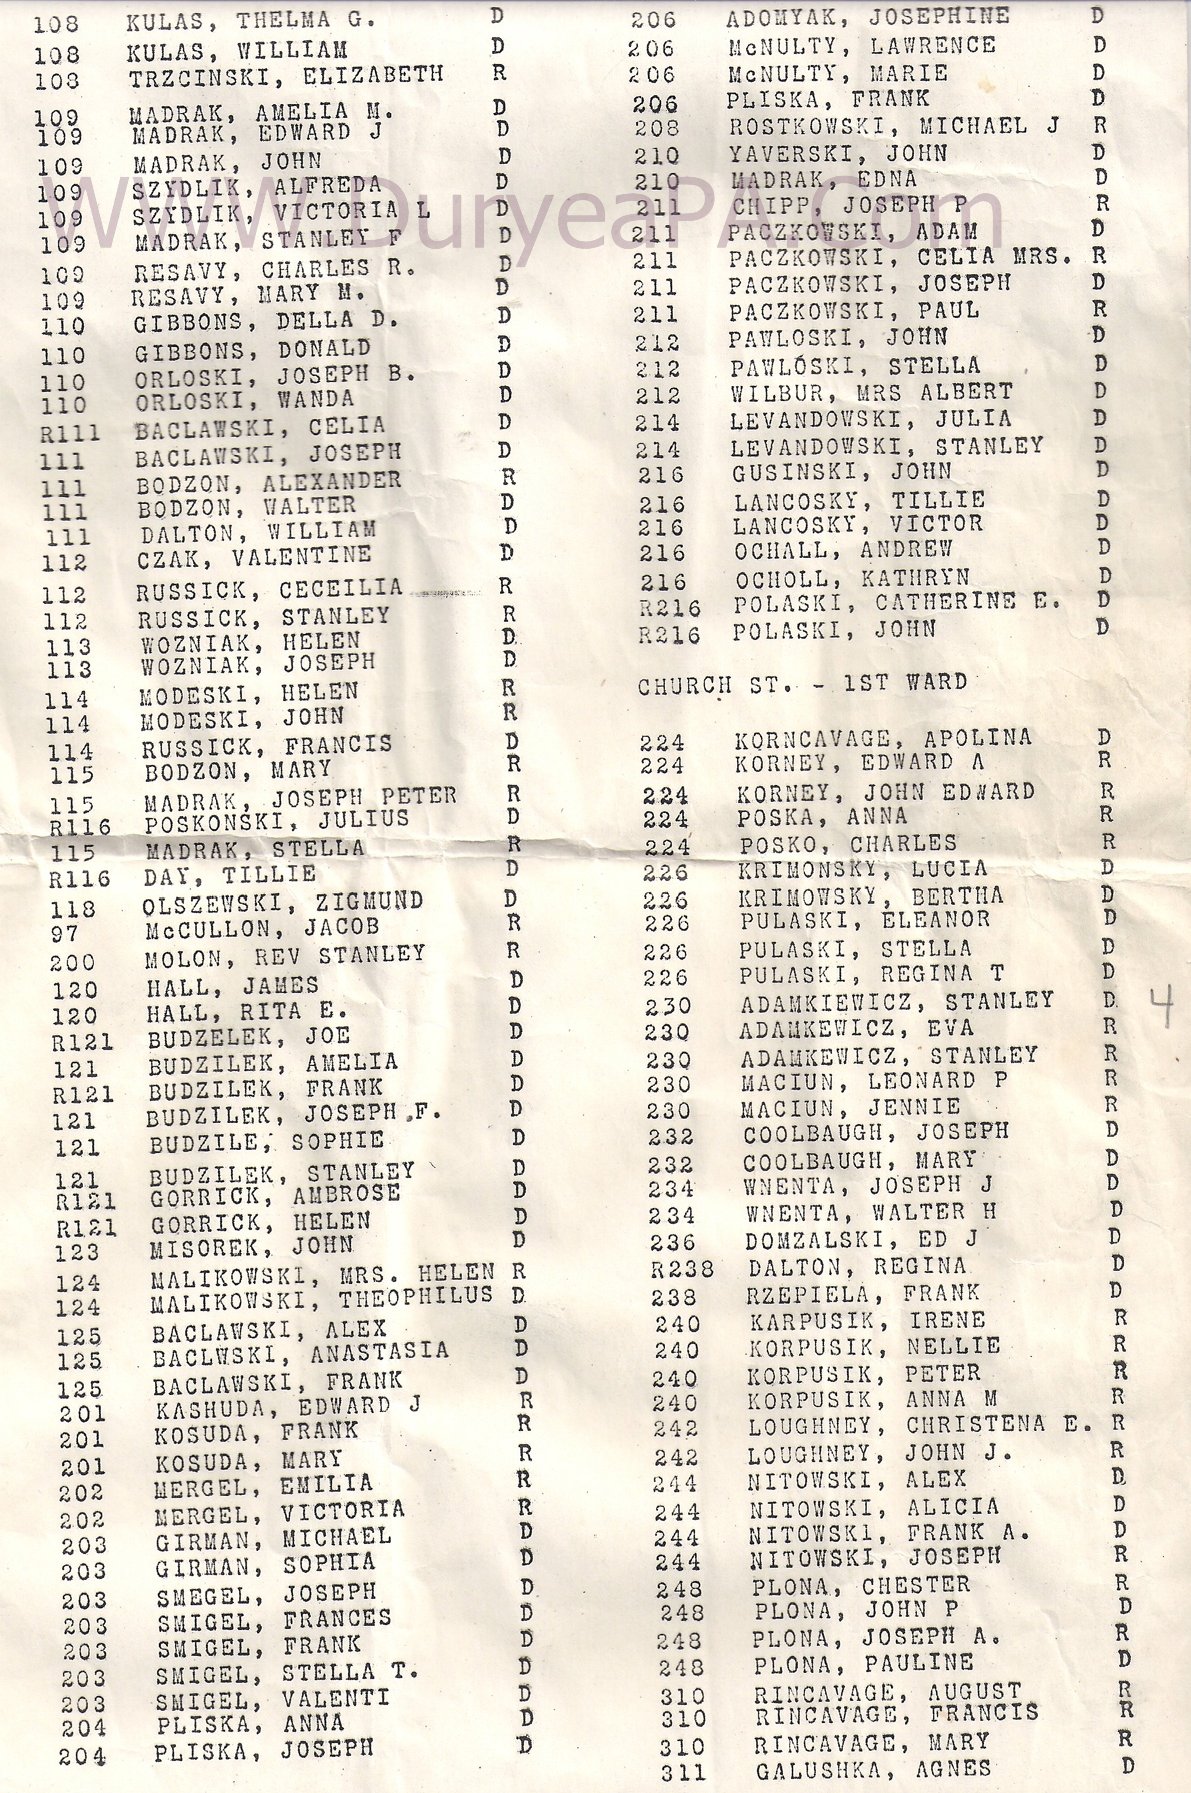 108 KULAS, THELMA G. D
108 KULAS, WILLIAM D
108 TRZCINSKI, ELIZABETH R
109 MADRAK, AMELIA M. D
109 MADRAK, EDWARD J D
109 MADRAK, JOHN D
109 SZYDLIK, ALFREDA D
109 SZYDLIK, VICTORIA L D
109 MADRAK, STANLEY F D
109 RESAVY, CHARLES R. D
109 RESAVY, MARY M. D
110 GIBBONS, DELLA D. D
110 GIBBONS, DONALD D
110 ORLOSKI, JOSEPH B. D
110 ORLOSKI, WANDA D
R111 BACLAWSKI, CELIA D
111 BACLAWSKI, JOSEPH D
111 BODZON, ALEXANDER R
111 BODZON, WALTER D
111 DALTON, WILLIAM D
112 CZAK, VALENTINE D
112 RUSSICK, CECEILIA R
112 RUSSICK, STANLEY R
113 WOZNIAK, HELEN D
113 WOZNIAK, JOSEPH D
114 MODESKI, HELEN R
114 MODESKI, JOHN R
114 RUSSICK, FRANCIS D
115 BODZON, MARY R
115 MADRAK, JOSEPH PETER R
R116 POSKONSKI, JULIUS D
115 MADRAK, STELLA R
R116 DAY, TILLIE D
118 OLSZEWSKI, ZIGMUND D
97 McCULLON, JACOB R
200 MOLON, REV STANLEY R
120 HALL, JAMES D
120 HALL, RITA E. D
R121 BUDZELEK, JOE D
121 BUDZILEK, AMELIA D
R121 BUDZILEK, FRANK D
121 BUDZILEK, JOSEPH F. D
121 BUDZILE, SOPHIE D
121 BUDZILEK, STANLEY D
R121 GORRICK, AMBROSE D
R121 GORRICK, HELEN D
123 MISOREK, JOHN D
124 MALIKOWSKI, MRS. HELEN R
124 MALIKOWSKI, THEOPHILUS D
125 BACLAWSKI, ALEX D
125 BACLWSKI, ANASTASIA D
125 BACLAWSKI, FRANK D
201 KASHUDA, EDWARD J R
201 KOSUDA, FRANK R
201 KOSUDA, MARY R
202 MERGEL, EMILIA R
202 MERGEL, VICTORIA R
203 GIRMAN, MICHAEL D
203 GIRMAN, SOPHIA D
203 SMEGEL, JOSEPH D
203 SMIGEL, FRANCES D
203 SMIGEL, FRANK D
203 SMIGEL, STELLA T. D
203 SMIGEL, VALENTI D
204 PLISKA, ANNA D
204 PLISKA, JOSEPH D
206 ADOMYAK, JOSEPHINE D
206 McNULTY, LAWRENCE D
206 McNULTY, MARIE D
206 PLISKA, FRANK D
208 ROSTKOWSKI, MICHAEL J R
210 YAVERSKI, JOHN D
210 MADRAK, EDNA D
211 CHIPP, JOSEPH P R
211 PACZKOWSKI, ADAM D
211 PACZKOWSKI, CELIA MRS. R
211 PACZKOWSKI, JOSEPH D
211 PACZKOWSKI, PAUL R
212 PAWLOSKI, JOHN D
212 PAWLOSKI, STELLA D
212 WILBUR, MRS ALBERT D
214 LEVANDOWSKI, JULIA D
214 LEVANDOWSKI, STANLEY D
216 GUSINSKI, JOHN D
216 LANCOSKY, TILLIE D
216 LANCOSKY, VICTOR D
216 OCHALL, ANDREW D
216 OCHOLL, KATHRYN D
R216 POLASKI, CATHERINE E. D
R216 POLASKI, JOHN D
CHURCH ST. - 1ST WARD
224 KORNCAVAGE, APOLINA D
224 KORNEY, EDWARD A R
224 KORNEY, JOHN EDWARD R
224 POSKA, ANNA R
224 POSKO, CHARLES R
226 KRIMONSKY, LUCIA D
226 KRIMOWSKY, BERTHA D
226 PULASKI, ELEANOR D
226 PULASKI, STELLA D
226 PULASKI, REGINA T D
230 ADAMKIEWICZ, STANLEY D 4
230 ADAMKEWICZ, EVA R
230 ADAMKEWICZ, STANLEY R
230 MACIUN, LEONARD P R
230 MACIUN, JENNIE R
232 COOLBAUGH, JOSEPH D
232 COOLBAUGH, MARY D
234 WNENTA, JOSEPH J D
234 WNENTA, WALTER H D
236 DOMZALSKI, ED J D
R238 DALTON, REGINA D
238 RZEPIELA, FRANK D
240 KARPUSIK, IRENE R
240 KORPUSIK, NELLIE R
240 KORPUSIK, PETER R
240 KORPUSIK, ANNA M R
242 LOUGHNEY, CHRISTENA E. R
242 LOUGHNEY, JOHN J. R
244 NITOWSKI, ALEX D
244 NITOWSKI, ALICIA D
244 NITOWSKI, FRANK A. D
244 NITOWSKI, JOSEPH R
248 PLONA, CHESTER R
248 PLONA, JOHN P D
248 PLONA, JOSEPH A. R
248 PLONA, PAULINE D
310 RINCAVAGE, AUGUST R
310 RINCAVAGE, FRANCIS R
310 RINCAVAGE, MARY R
311 GALUSHKA, AGNES D
WWW.DuryeaPA.Com